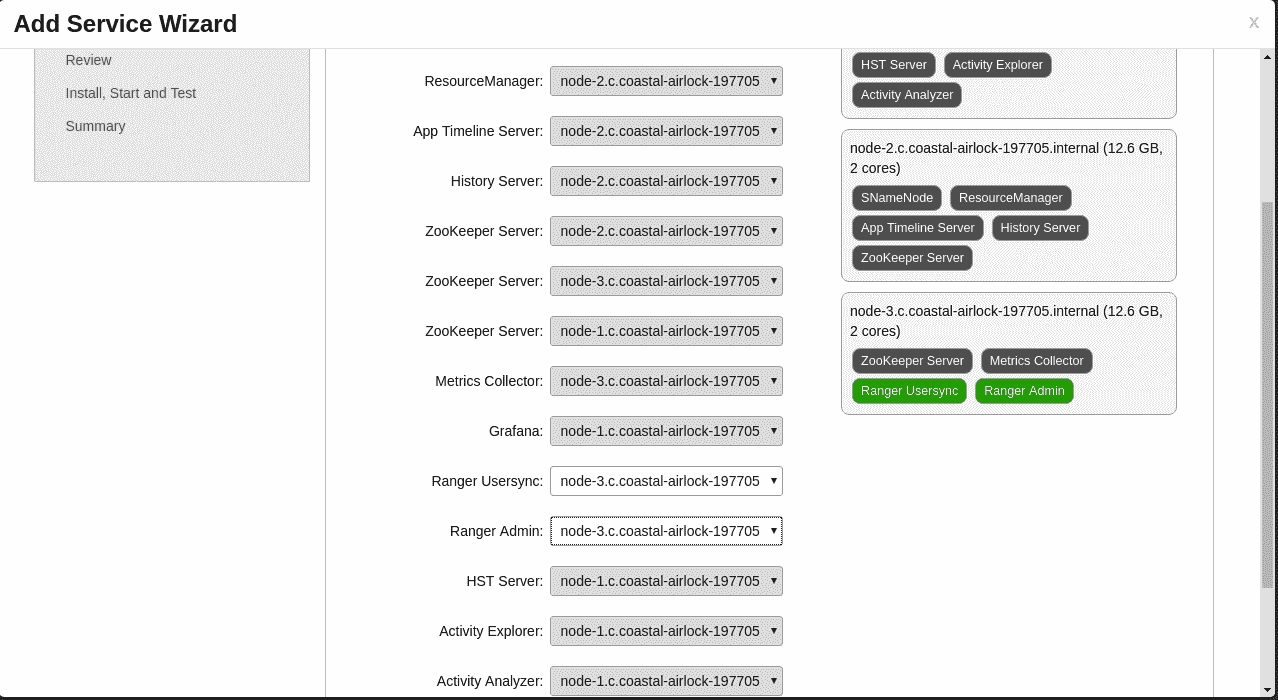 Add Service Wizard
X
Review
Install, Start and Test
Summary
ResourceManager: node-2.c.coastal-airlock-197705
App Timeline Server: node-2.c.coastal-airlock-197705
History Server: node-2.c.coastal-airlock-197705
ZooKeeper Server: node-2.c.coastal-airlock-197705
ZooKeeper Server: node-3.c.coastal-airlock-197705
ZooKeeper Server: node-1.c.coastal-airlock-197705
Metrics Collector: node-3.c.coastal-airlock-197705
Grafana: node-1.c.coastal-airlock-197705
Ranger Usersync: node-3.c.coastal-airlock-197705
Ranger Admin: node-3.c.coastal-airlock-197705
HST Server: node-1.c.coastal-airlock-197705
Activity Explorer: node-1.c.coastal-airlock-197705
Activity Analyzer: node-1.c.coastal-airlock-197705
HST Server Activity Explorer
Activity Analyzer
node-2.c.coastal-airlock-197705.internal (12.6 GB,
2 cores)
SNameNode ResourceManager
App Timeline Server History Server
ZooKeeper Server
node-3.c.coastal-airlock-197705.internal (12.6 GB,
2 cores)
ZooKeeper Server Metrics Collector
Ranger Usersync Ranger Admin